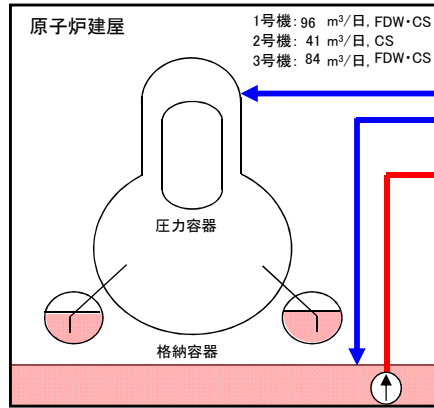 原子炉建屋
1号機: 96 m³/日, FDW・CS
2号機: 41 m³/日, CS
3号機: 84 m³/日, FDW・CS
圧力容器
格納容器